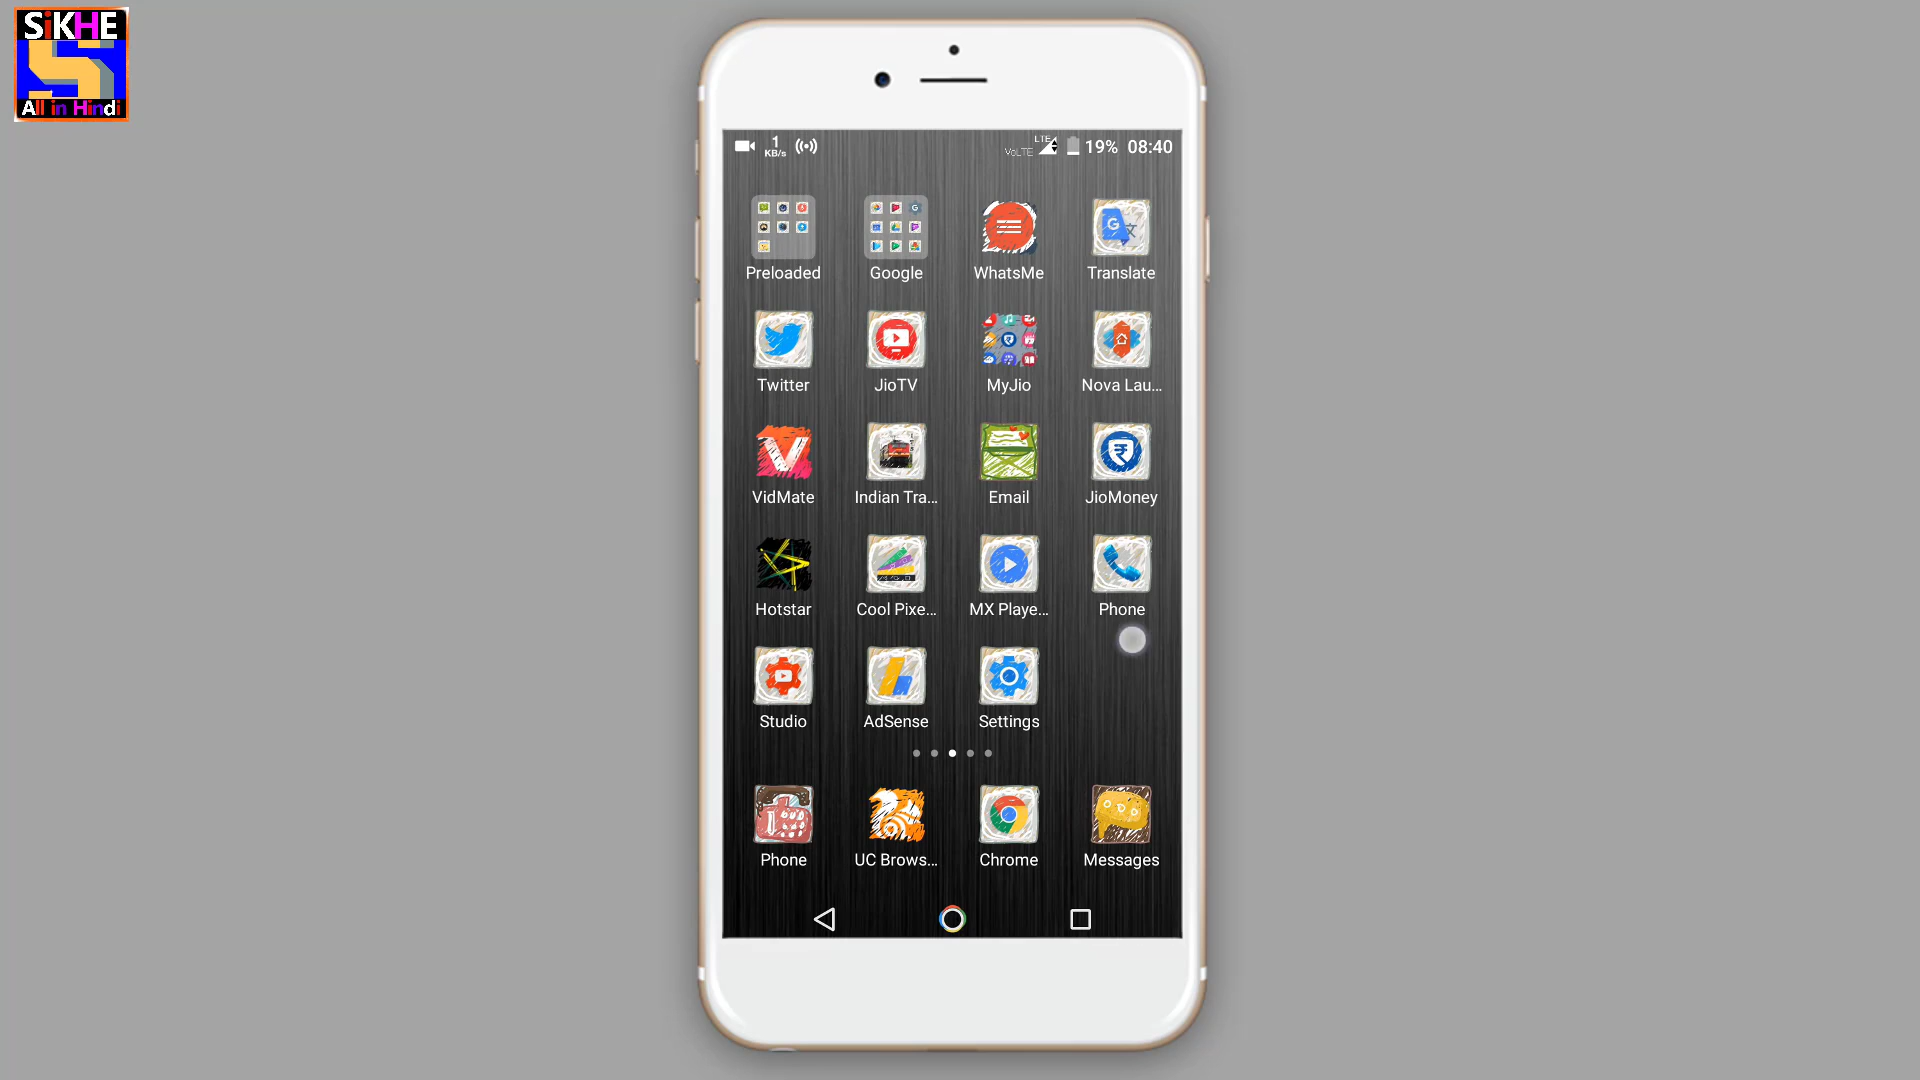 SiKHE
All in Hindi
1 KB/s VoLTE LTE 19% 08:40
Preloaded Google WhatsMe Translate
Twitter JioTV MyJio Nova Lau...
VidMate Indian Tra... Email JioMoney
Hotstar Cool Pixe... MX Playe... Phone
Studio AdSense Settings
Phone UC Brows... Chrome Messages